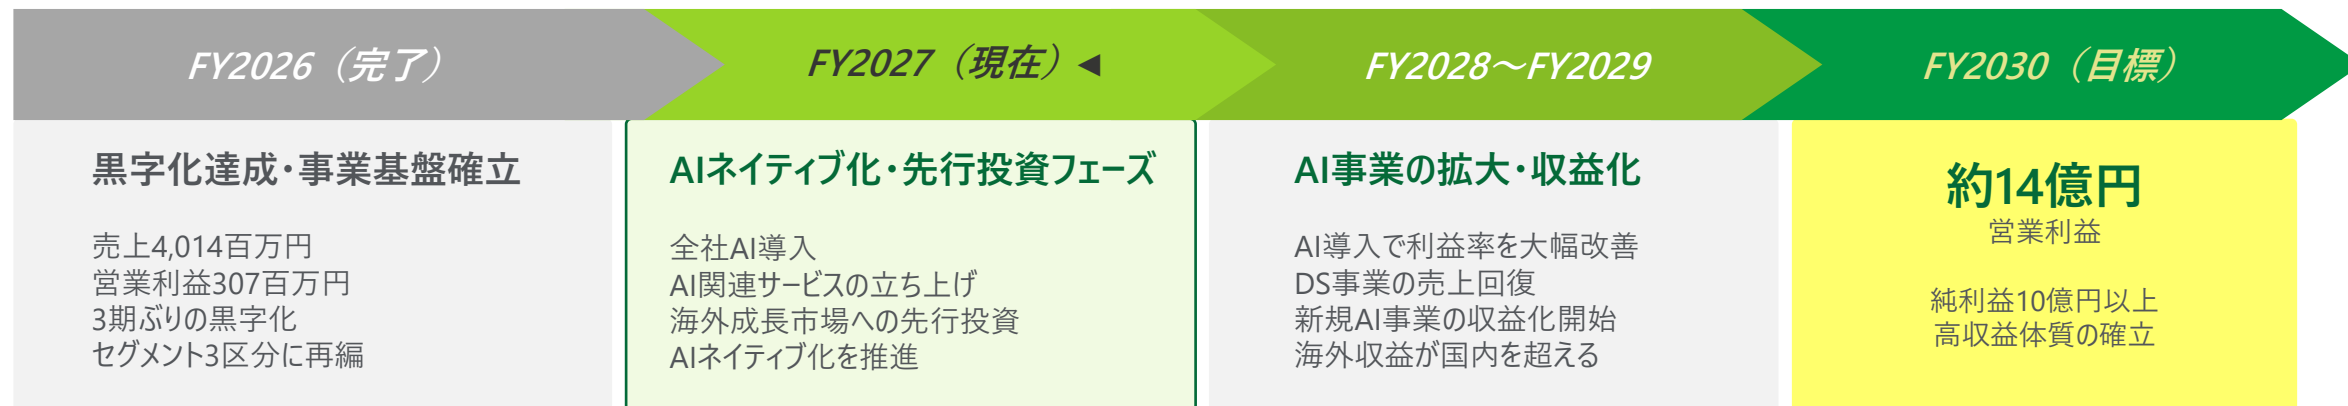 FY2026（完了）
黒字化達成・事業基盤確立
売上4,014百万円
営業利益307百万円
3期ぶりの黒字化
セグメント3区分に再編
FY2027（現在）◀
AIネイティブ化・先行投資フェーズ
全社AI導入
AI関連サービスの立ち上げ
海外成長市場への先行投資
AIネイティブ化を推進
FY2028～FY2029
AI事業の拡大・収益化
AI導入で利益率を大幅改善
DS事業の売上回復
新規AI事業の収益化開始
海外収益が国内を超える
FY2030（目標）
約14億円
営業利益
純利益10億円以上
高収益体質の確立